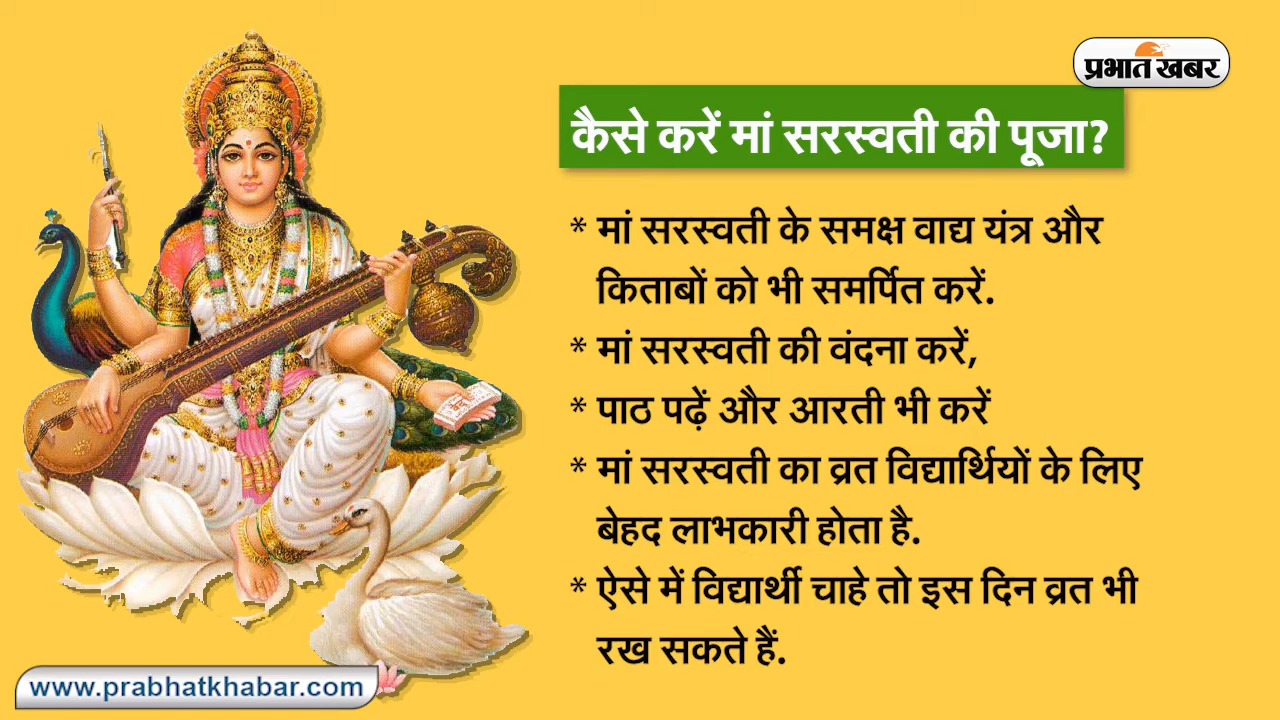 प्रभात खबर
कैसे करें मां सरस्वती की पूजा?
* मां सरस्वती के समक्ष वाद्य यंत्र और
किताबों को भी समर्पित करें.
* मां सरस्वती की वंदना करें,
* पाठ पढ़ें और आरती भी करें
* मां सरस्वती का व्रत विद्यार्थियों के लिए
बेहद लाभकारी होता है.
* ऐसे में विद्यार्थी चाहे तो इस दिन व्रत भी
रख सकते हैं.
www.prabhatkhabar.com